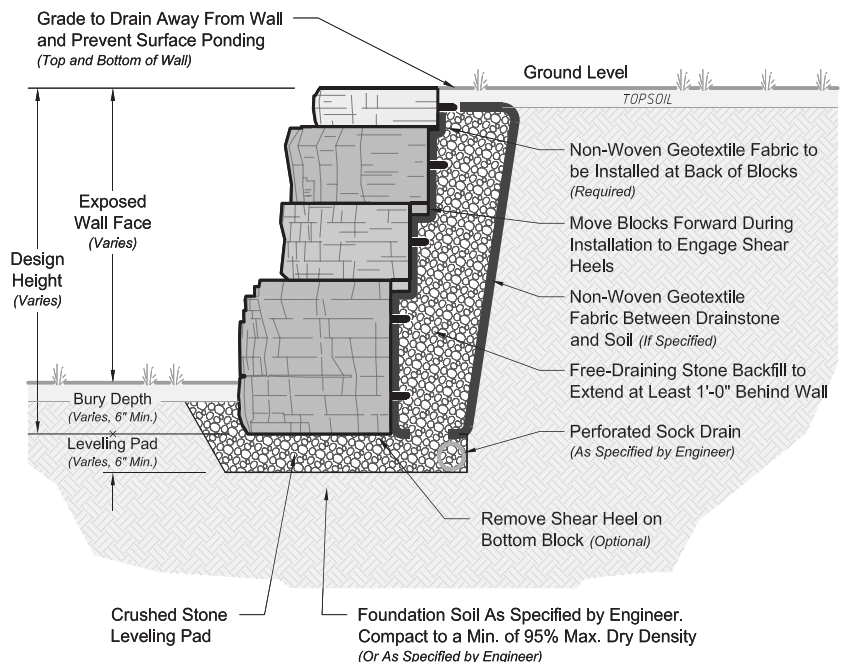 Grade to Drain Away From Wall
and Prevent Surface Ponding
(Top and Bottom of Wall)
Ground Level
TOPSOIL
Non-Woven Geotextile Fabric to
be Installed at Back of Blocks
(Required)
Exposed
Wall Face
(Varies)
Move Blocks Forward During
Installation to Engage Shear
Heels
Design
Height
(Varies)
Non-Woven Geotextile
Fabric Between Drainstone
and Soil (If Specified)
Free-Draining Stone Backfill to
Extend at Least 1'-0" Behind Wall
Bury Depth
(Varies, 6" Min.)
Leveling Pad
(Varies, 6" Min.)
Perforated Sock Drain
(As Specified by Engineer)
Remove Shear Heel on
Bottom Block (Optional)
Crushed Stone
Leveling Pad
Foundation Soil As Specified by Engineer.
Compact to a Min. of 95% Max. Dry Density
(Or As Specified by Engineer)